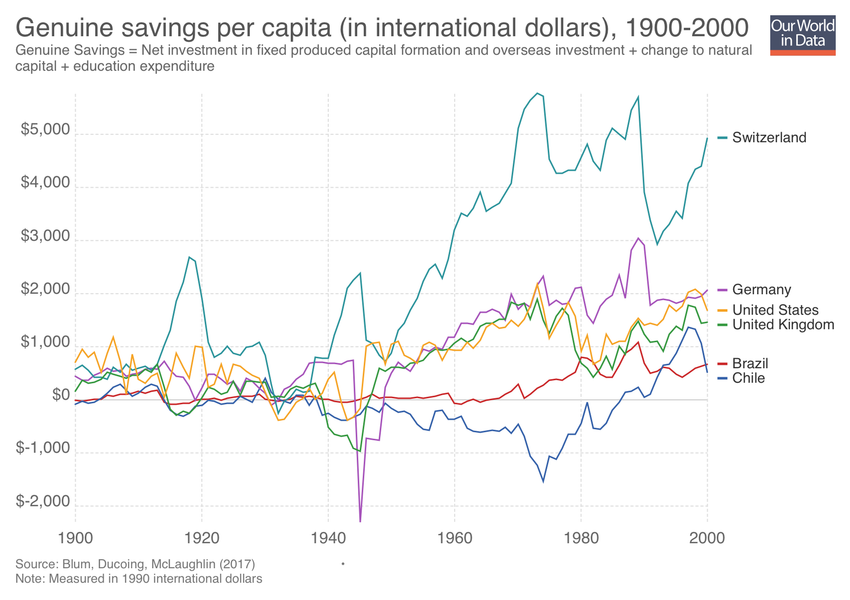 Genuine savings per capita (in international dollars), 1900-2000
Our World
in Data
Genuine Savings = Net investment in fixed produced capital formation and overseas investment + change to natural
capital + education expenditure
$5,000
$4,000
$3,000
$2,000
$1,000
$0
$-1,000
$-2,000
Switzerland
Germany
United States
United Kingdom
Brazil
Chile
1900
1920
1940
1960
1980
2000
Source: Blum, Ducoing, McLaughlin (2017)
Note: Measured in 1990 international dollars